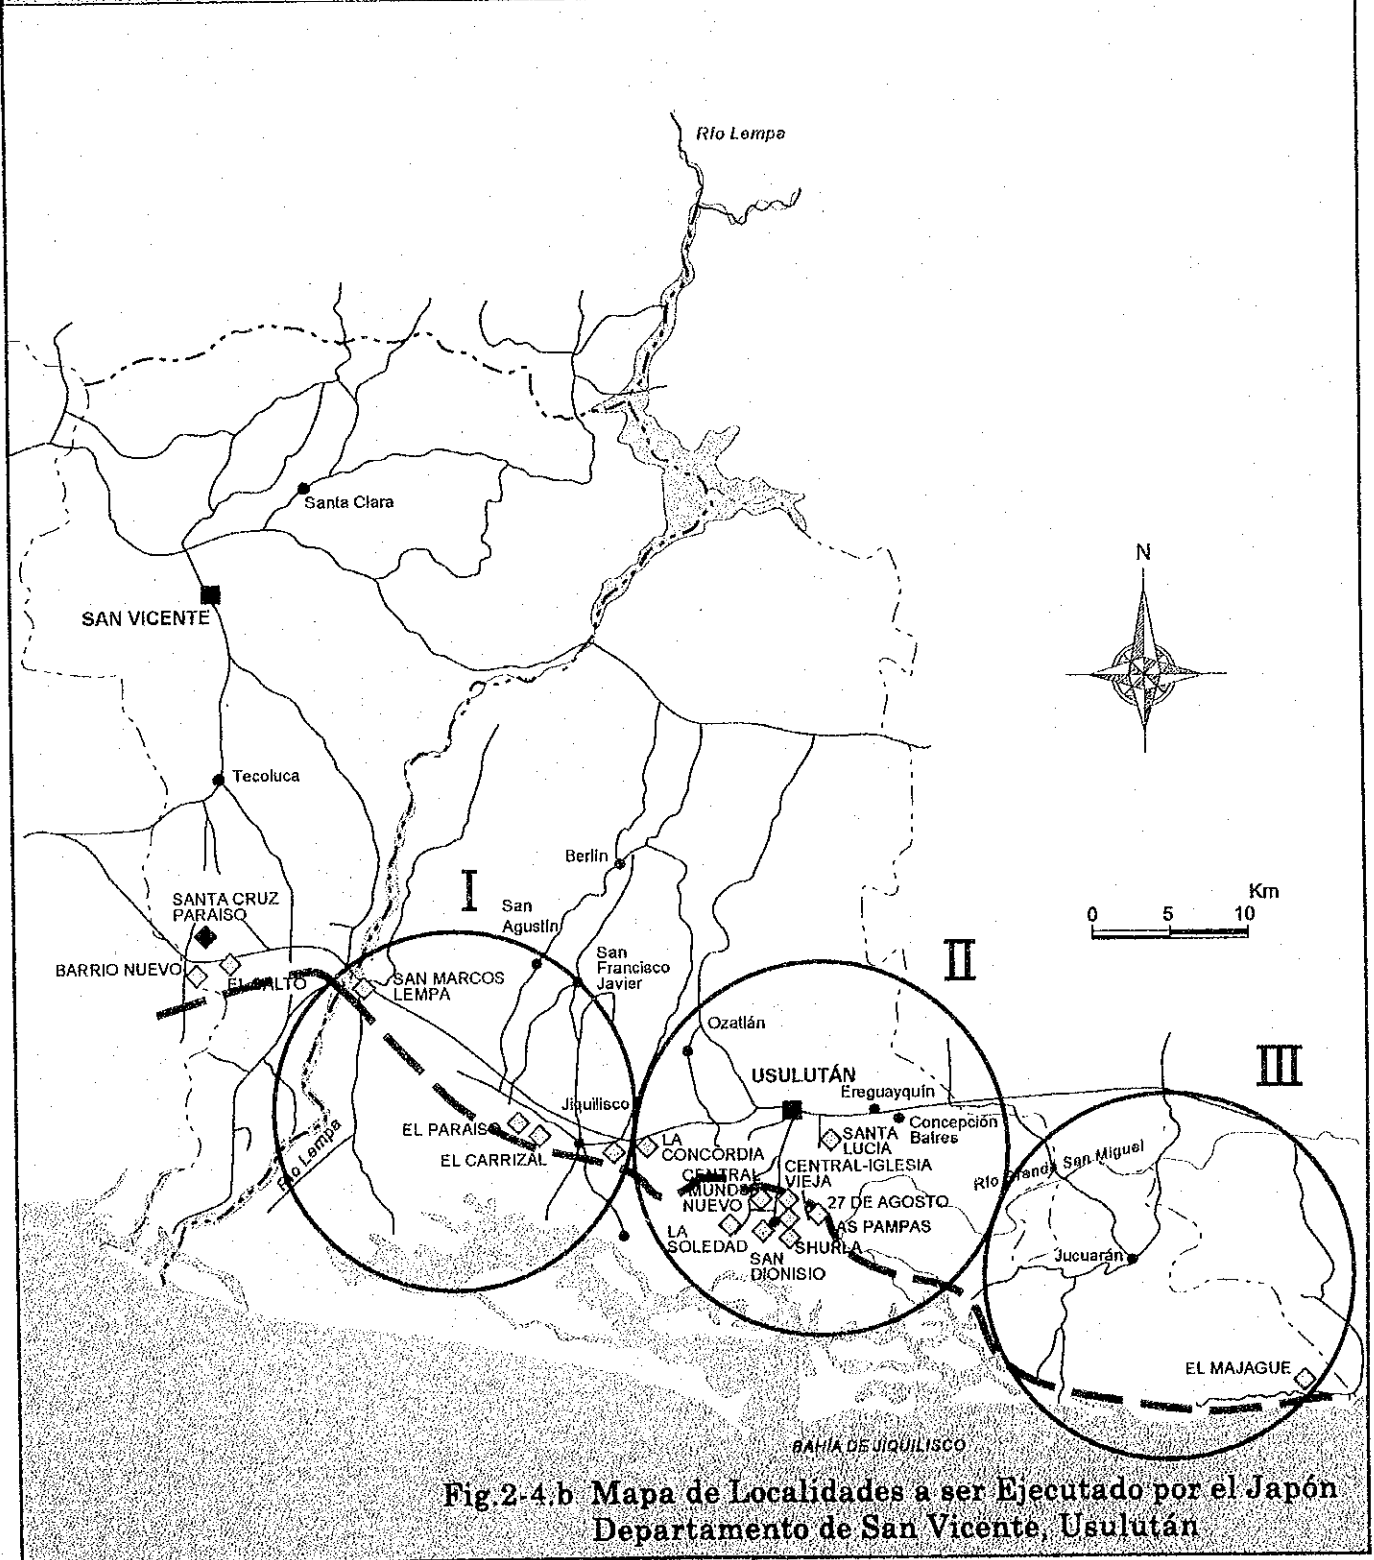 Río Lempa
Santa Clara
N
SAN VICENTE
Tecoluca
Berlín
I
San
Agustín
SANTA CRUZ
PARAISO
Km
0 5 10
San
Francisco
Javier
II
BARRIO NUEVO
EL SALTO
SAN MARCOS
LEMPA
Ozatlán
III
USULUTÁN
Ereguayquín
Jiquilisco
Concepción
Batres
EL PARAISO
SANTA
LUCIA
LA
CONCORDIA
EL CARRIZAL
Río Lempa
Río Grande San Miguel
CENTRAL-IGLESIA
VIEJA
CENTRAL
MUNDO
NUEVO
27 DE AGOSTO
LAS PAMPAS
LA
SOLEDAD
SHURLA
SAN
DIONISIO
Jucuarán
EL MAJAGUE
BAHÍA DE JIQUILISCO
Fig.2-4.b Mapa de Localidades a ser Ejecutado por el Japón
Departamento de San Vicente, Usulután